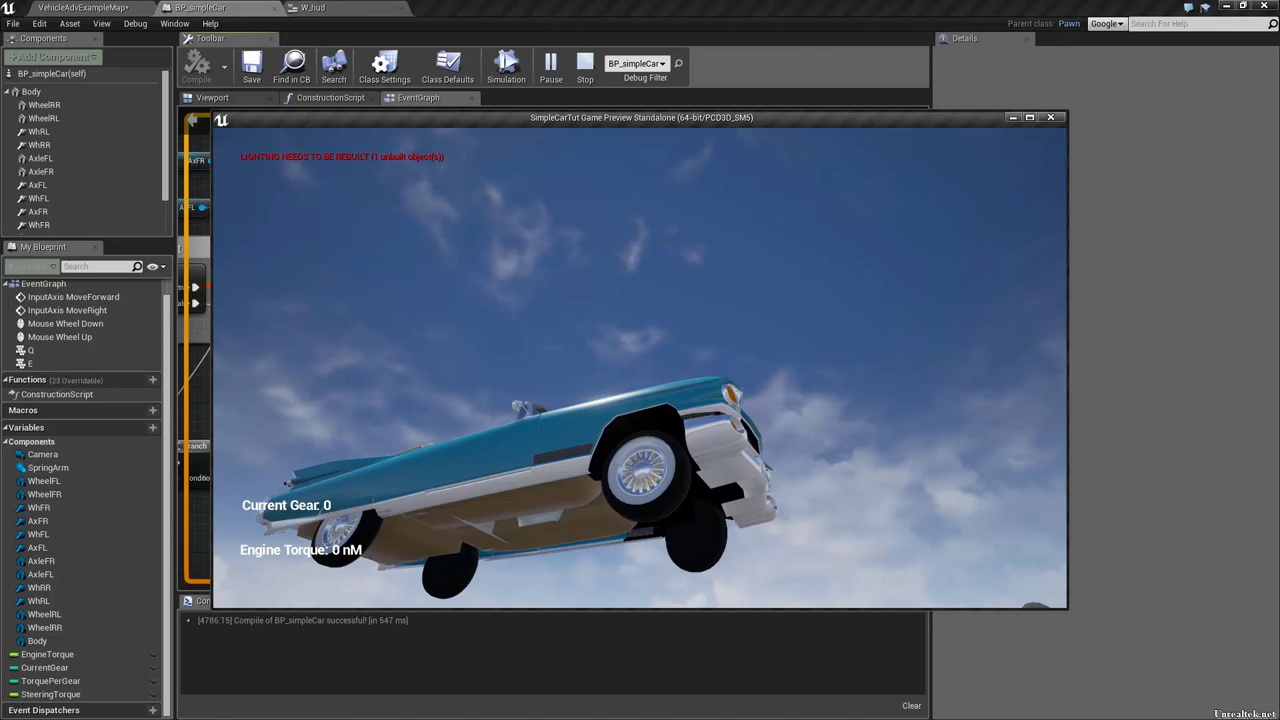 VehicleAdvExampleMap*
BP_simpleCar
W_hud
File Edit Asset View Debug Window Help
Parent class: Pawn
Google
Search For Help
Components
Toolbar
Details
Add Component
BP_simpleCar(self)
Compile
Save
Find in CB
Search
Class Settings
Class Defaults
Simulation
Pause
Stop
BP_simpleCar
Debug Filter
Body
WheelRR
WheelRL
WhRL
WhRR
AxleFL
AxleFR
AxFL
WhFL
AxFR
WhFR
Viewport
ConstructionScript
EventGraph
SimpleCarTut Game Preview Standalone (64-bit/PCD3D_SM5)
LIGHTING NEEDS TO BE REBUILT (1 unbuilt object(s))
AxFR
My Blueprint
Search
EventGraph
InputAxis MoveForward
InputAxis MoveRight
Mouse Wheel Down
Mouse Wheel Up
Q
E
Functions (23 Overridable)
ConstructionScript
Macros
Variables
Components
Camera
SpringArm
WheelFL
WheelFR
WhFR
AxFR
WhFL
AxFL
AxleFR
AxleFL
WhRR
WhRL
WheelRL
WheelRR
Body
EngineTorque
CurrentGear
TorquePerGear
SteeringTorque
Event Dispatchers
Current Gear: 0
Engine Torque: 0 nM
[4786.15] Compile of BP_simpleCar successful! [in 547 ms]
Clear
Unrealtek.net